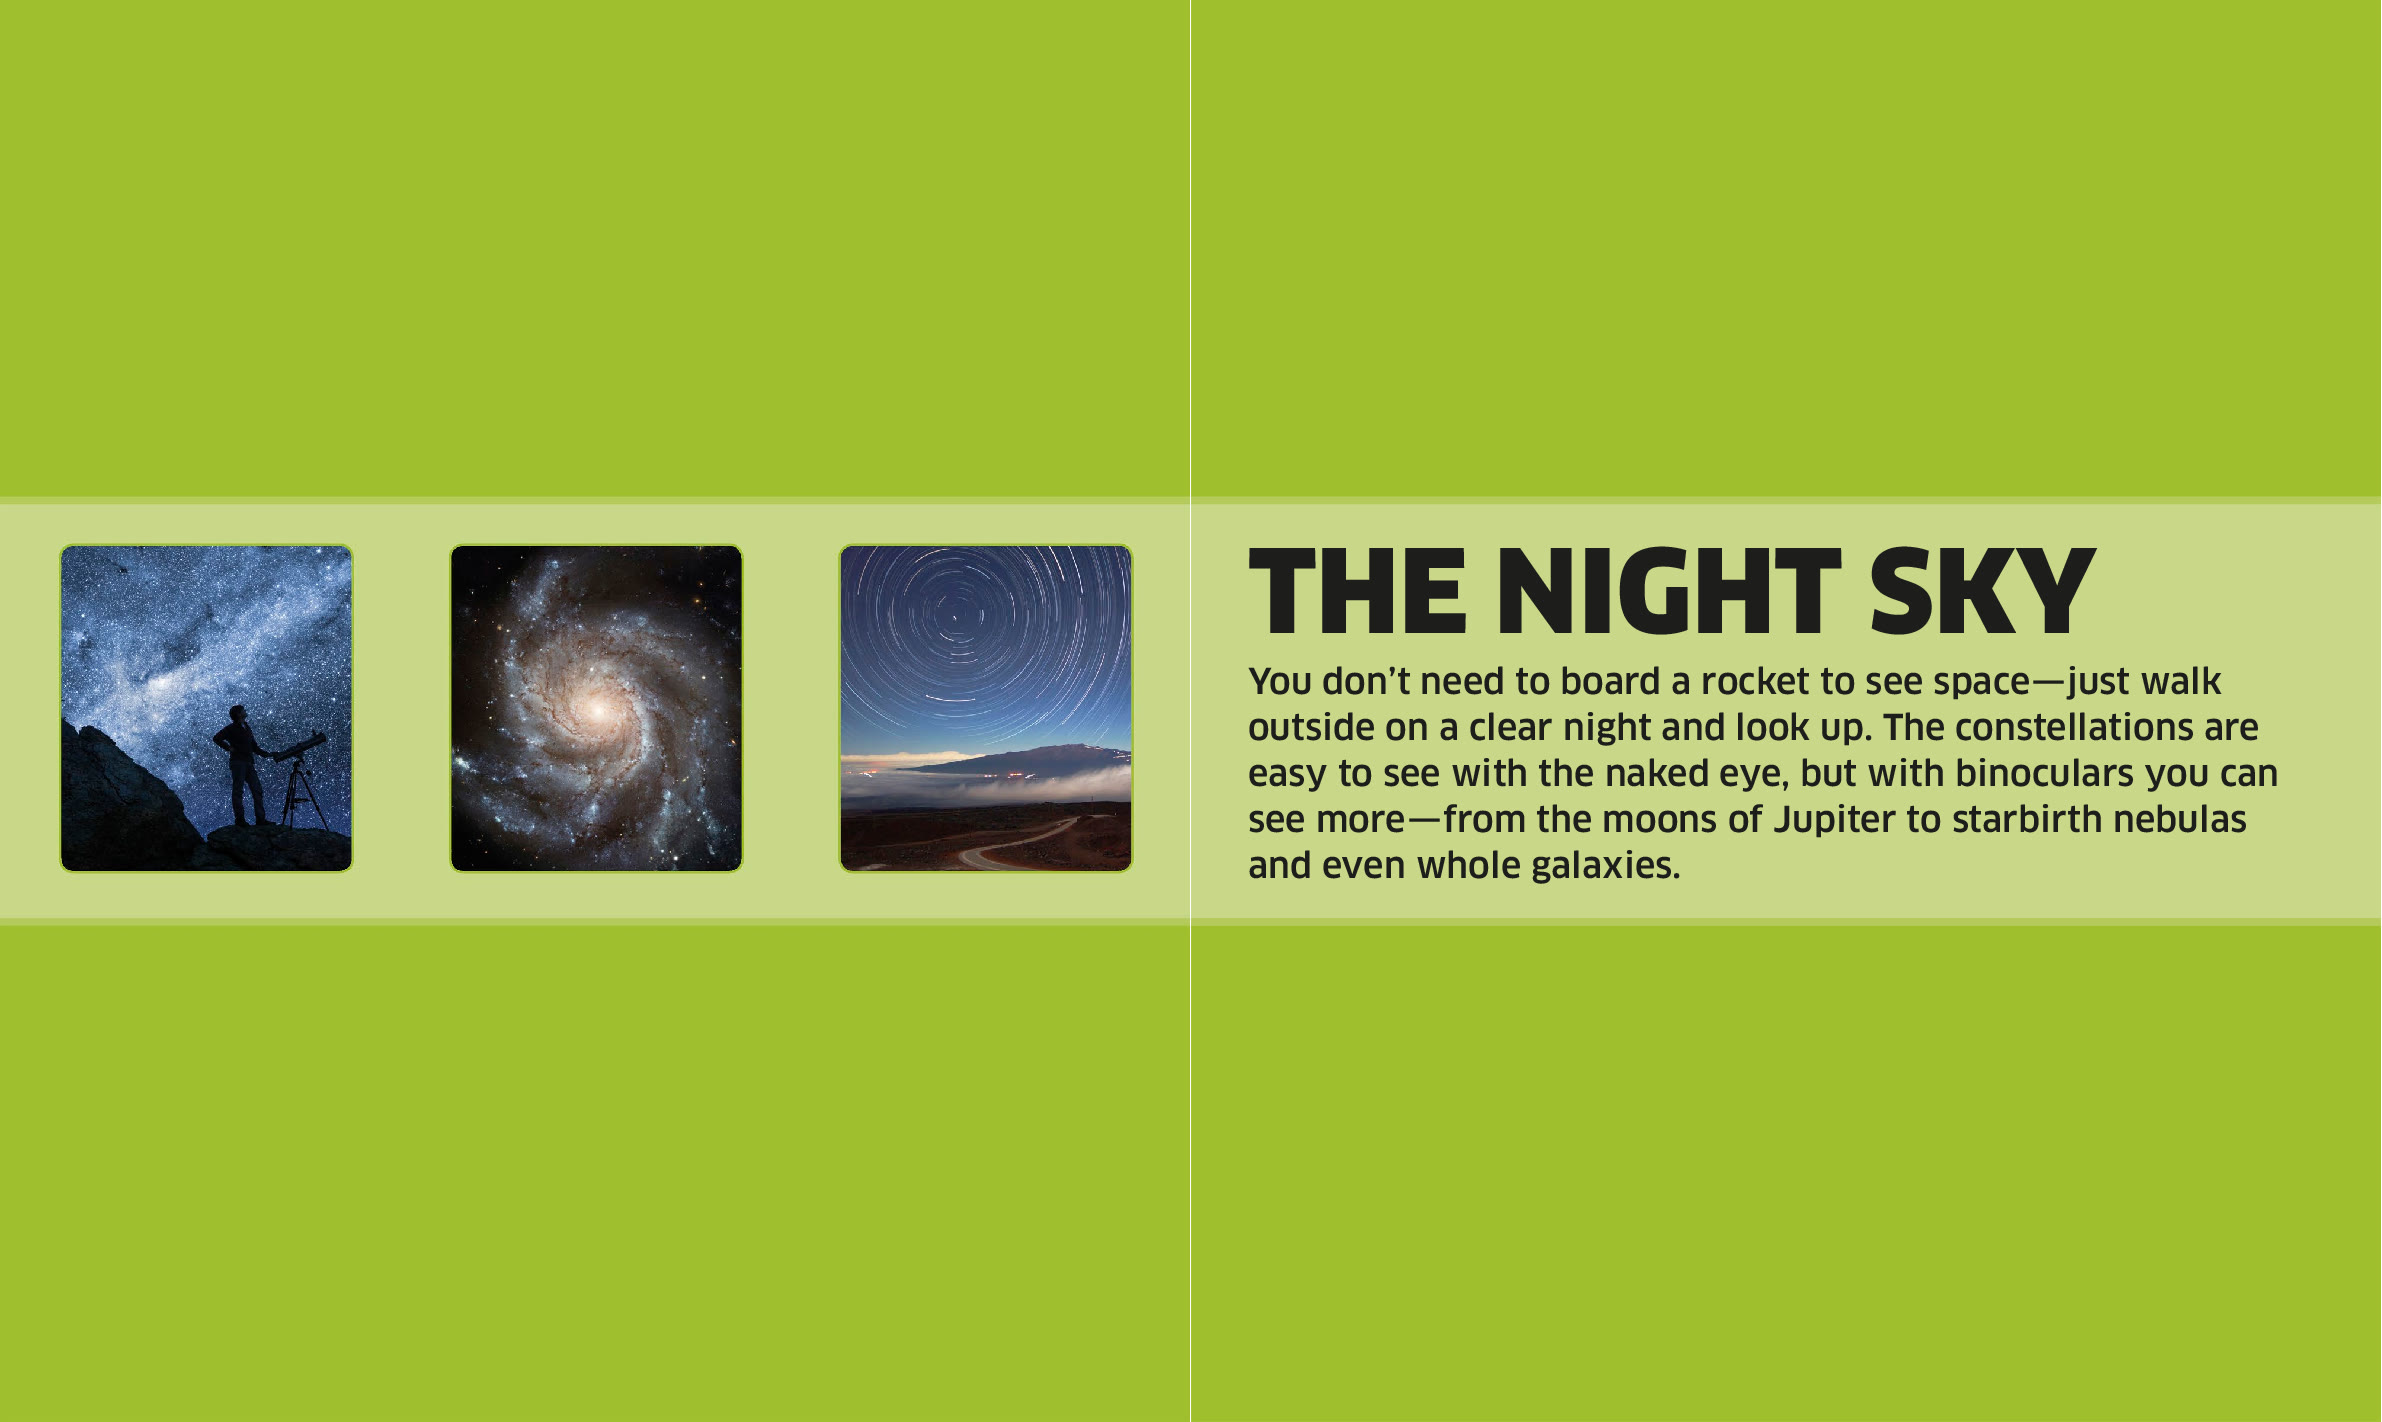 THE NIGHT SKY
You don’t need to board a rocket to see space—just walk
outside on a clear night and look up. The constellations are
easy to see with the naked eye, but with binoculars you can
see more—from the moons of Jupiter to starbirth nebulas
and even whole galaxies.